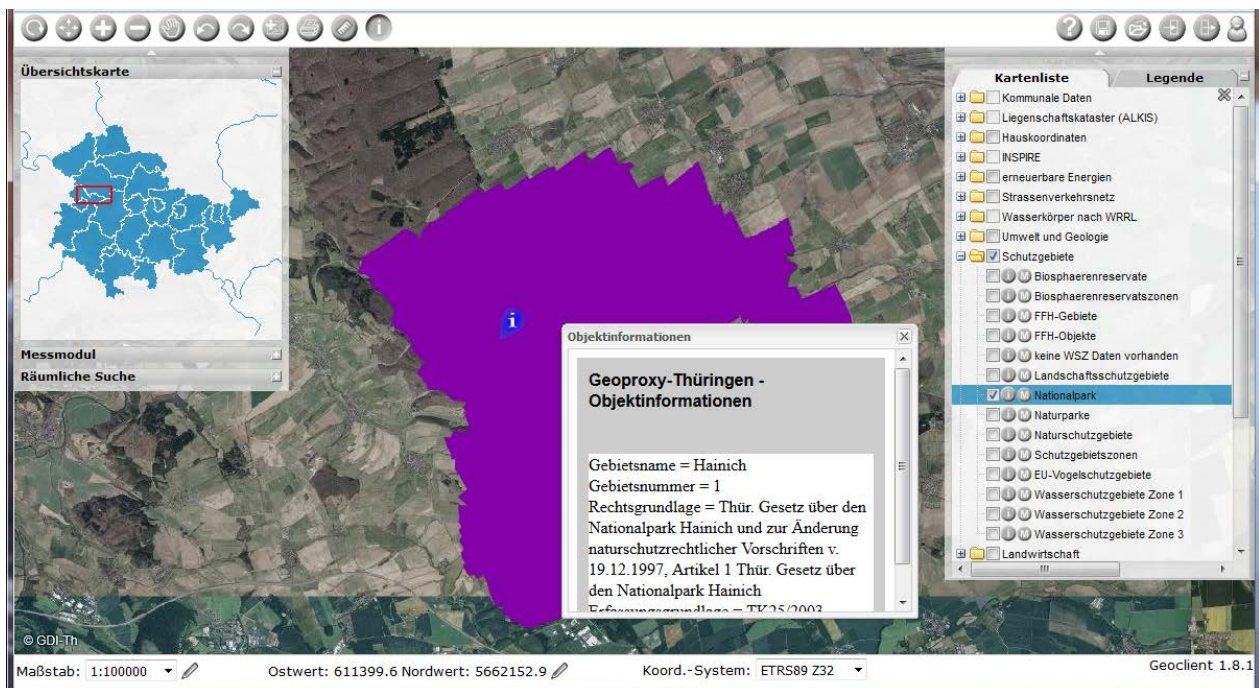 Übersichtskarte
Messmodul
Räumliche Suche
Kartenliste
Legende
Kommunale Daten
Liegenschaftskataster (ALKIS)
Hauskoordinaten
INSPIRE
erneuerbare Energien
Strassenverkehrsnetz
Wasserkörper nach WRRL
Umwelt und Geologie
Schutzgebiete
Biosphaerenreservate
Biosphaerenreservatszonen
FFH-Gebiete
FFH-Objekte
keine WSZ Daten vorhanden
Landschaftsschutzgebiete
Nationalpark
Naturparke
Naturschutzgebiete
Schutzgebietszonen
EU-Vogelschutzgebiete
Wasserschutzgebiete Zone 1
Wasserschutzgebiete Zone 2
Wasserschutzgebiete Zone 3
Landwirtschaft
Objektinformationen
Geoproxy-Thüringen -
Objektinformationen
Gebietsname = Hainich
Gebietsnummer = 1
Rechtsgrundlage = Thür. Gesetz über den
Nationalpark Hainich und zur Änderung
naturschutzrechtlicher Vorschriften v.
19.12.1997, Artikel 1 Thür. Gesetz über
den Nationalpark Hainich
Erfassungsgrundlage = TK25/2003
© GDI-Th
Maßstab: 1:100000
Ostwert: 611399.6 Nordwert: 5662152.9
Koord.-System: ETRS89 Z32
Geoclient 1.8.1